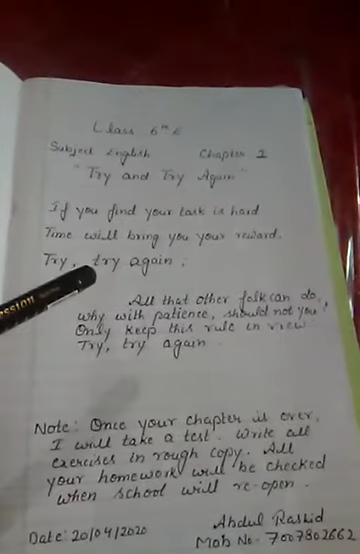 Class 6th E
Subject English Chapter 1
"Try and Try Again"
If you find your task is hard
Time will bring you your reward.
Try, try again;
All that other folk can do,
why with patience, should not you?
Only keep this rule in view
Try, try again
Note: Once your chapter is over,
I will take a test. Write all
exercises in rough copy. All
your homework will be checked
when school will re-open.
Date: 20/04/2020
Abdul Rashid
Mob No- 7007802662